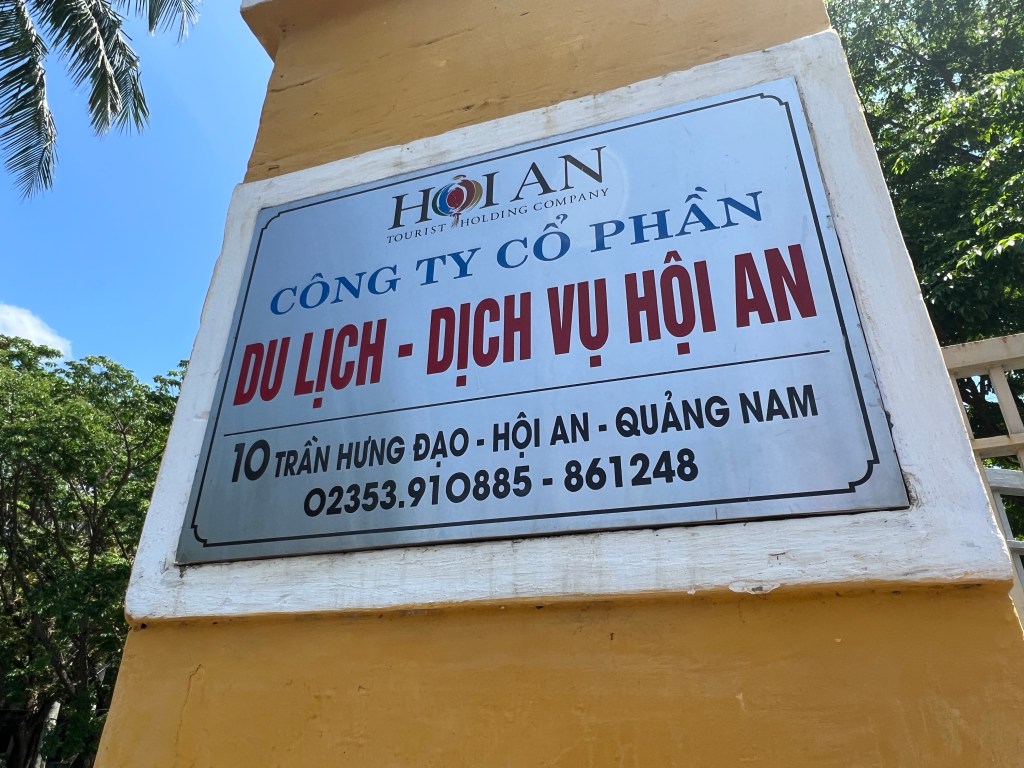 HỘI AN
TOURIST HOLDING COMPANY
CÔNG TY CỔ PHẦN
DU LỊCH - DỊCH VỤ HỘI AN
10 TRẦN HƯNG ĐẠO - HỘI AN - QUẢNG NAM
02353.910885 - 861248